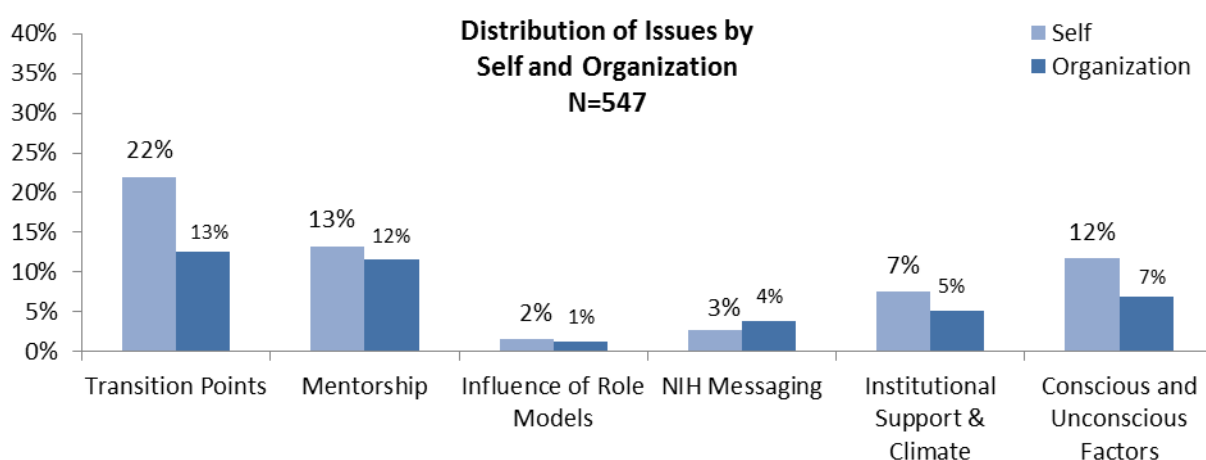 Distribution of Issues by
Self and Organization
N=547
Self
Organization
40%
35%
30%
25%
20%
15%
10%
5%
0%
22%
13%
13%
12%
2%
1%
3%
4%
7%
5%
12%
7%
Transition Points
Mentorship
Influence of Role
Models
NIH Messaging
Institutional
Support &
Climate
Conscious and
Unconscious
Factors